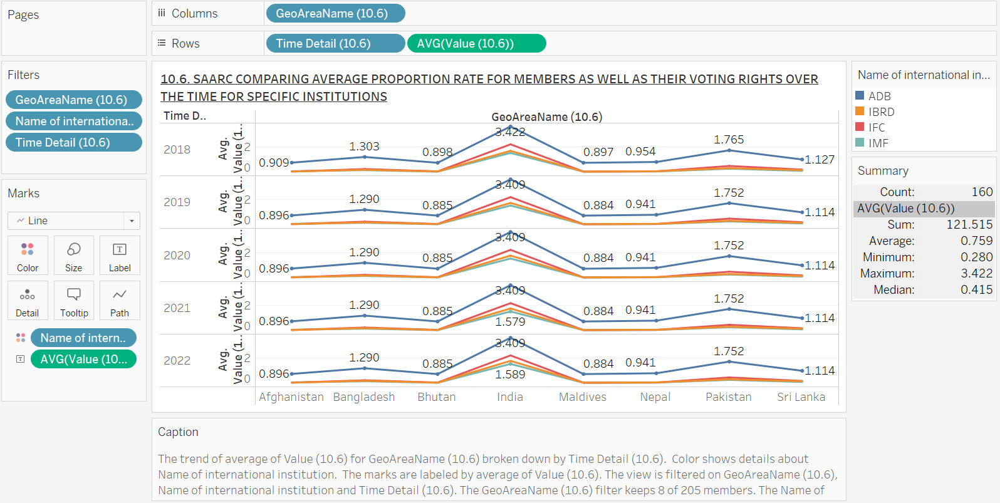 Pages
Columns
GeoAreaName (10.6)
Rows
Time Detail (10.6)
AVG(Value (10.6))
Filters
GeoAreaName (10.6)
Name of internationa..
Time Detail (10.6)
Marks
Line
Color
Size
Label
Detail
Tooltip
Path
Name of intern..
AVG(Value (10...
10.6. SAARC COMPARING AVERAGE PROPORTION RATE FOR MEMBERS AS WELL AS THEIR VOTING RIGHTS OVER
THE TIME FOR SPECIFIC INSTITUTIONS
Time D..
GeoAreaName (10.6)
2018
Avg.
Value (1..
2
0
0.909
1.303
0.898
3.422
0.897
0.954
1.765
1.127
2019
Avg.
Value (1..
2
0
0.896
1.290
0.885
3.409
0.884
0.941
1.752
1.114
2020
Avg.
Value (1..
2
0
0.896
1.290
0.885
3.409
0.884
0.941
1.752
1.114
2021
Avg.
Value (1..
2
0
0.896
1.290
0.885
3.409
1.579
0.884
0.941
1.752
1.114
2022
Avg.
Value (1..
2
0
0.896
1.290
0.885
3.409
1.589
0.884
0.941
1.752
1.114
Afghanistan
Bangladesh
Bhutan
India
Maldives
Nepal
Pakistan
Sri Lanka
Name of international in...
ADB
IBRD
IFC
IMF
Summary
Count: 160
AVG(Value (10.6))
Sum: 121.515
Average: 0.759
Minimum: 0.280
Maximum: 3.422
Median: 0.415
Caption
The trend of average of Value (10.6) for GeoAreaName (10.6) broken down by Time Detail (10.6).  Color shows details about
Name of international institution.  The marks are labeled by average of Value (10.6). The view is filtered on GeoAreaName (10.6),
Name of international institution and Time Detail (10.6). The GeoAreaName (10.6) filter keeps 8 of 205 members. The Name of